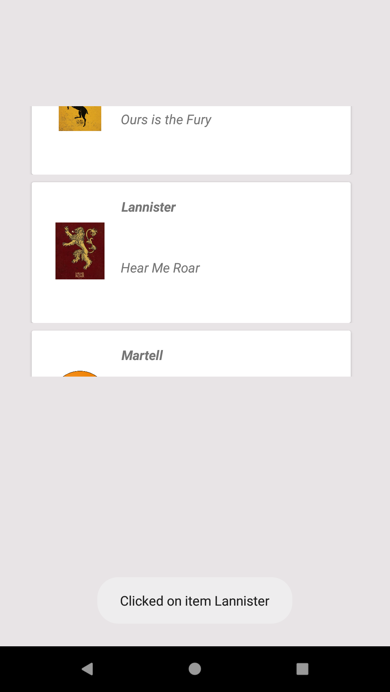 Ours is the Fury
Lannister
Hear Me Roar
Martell
Clicked on item Lannister